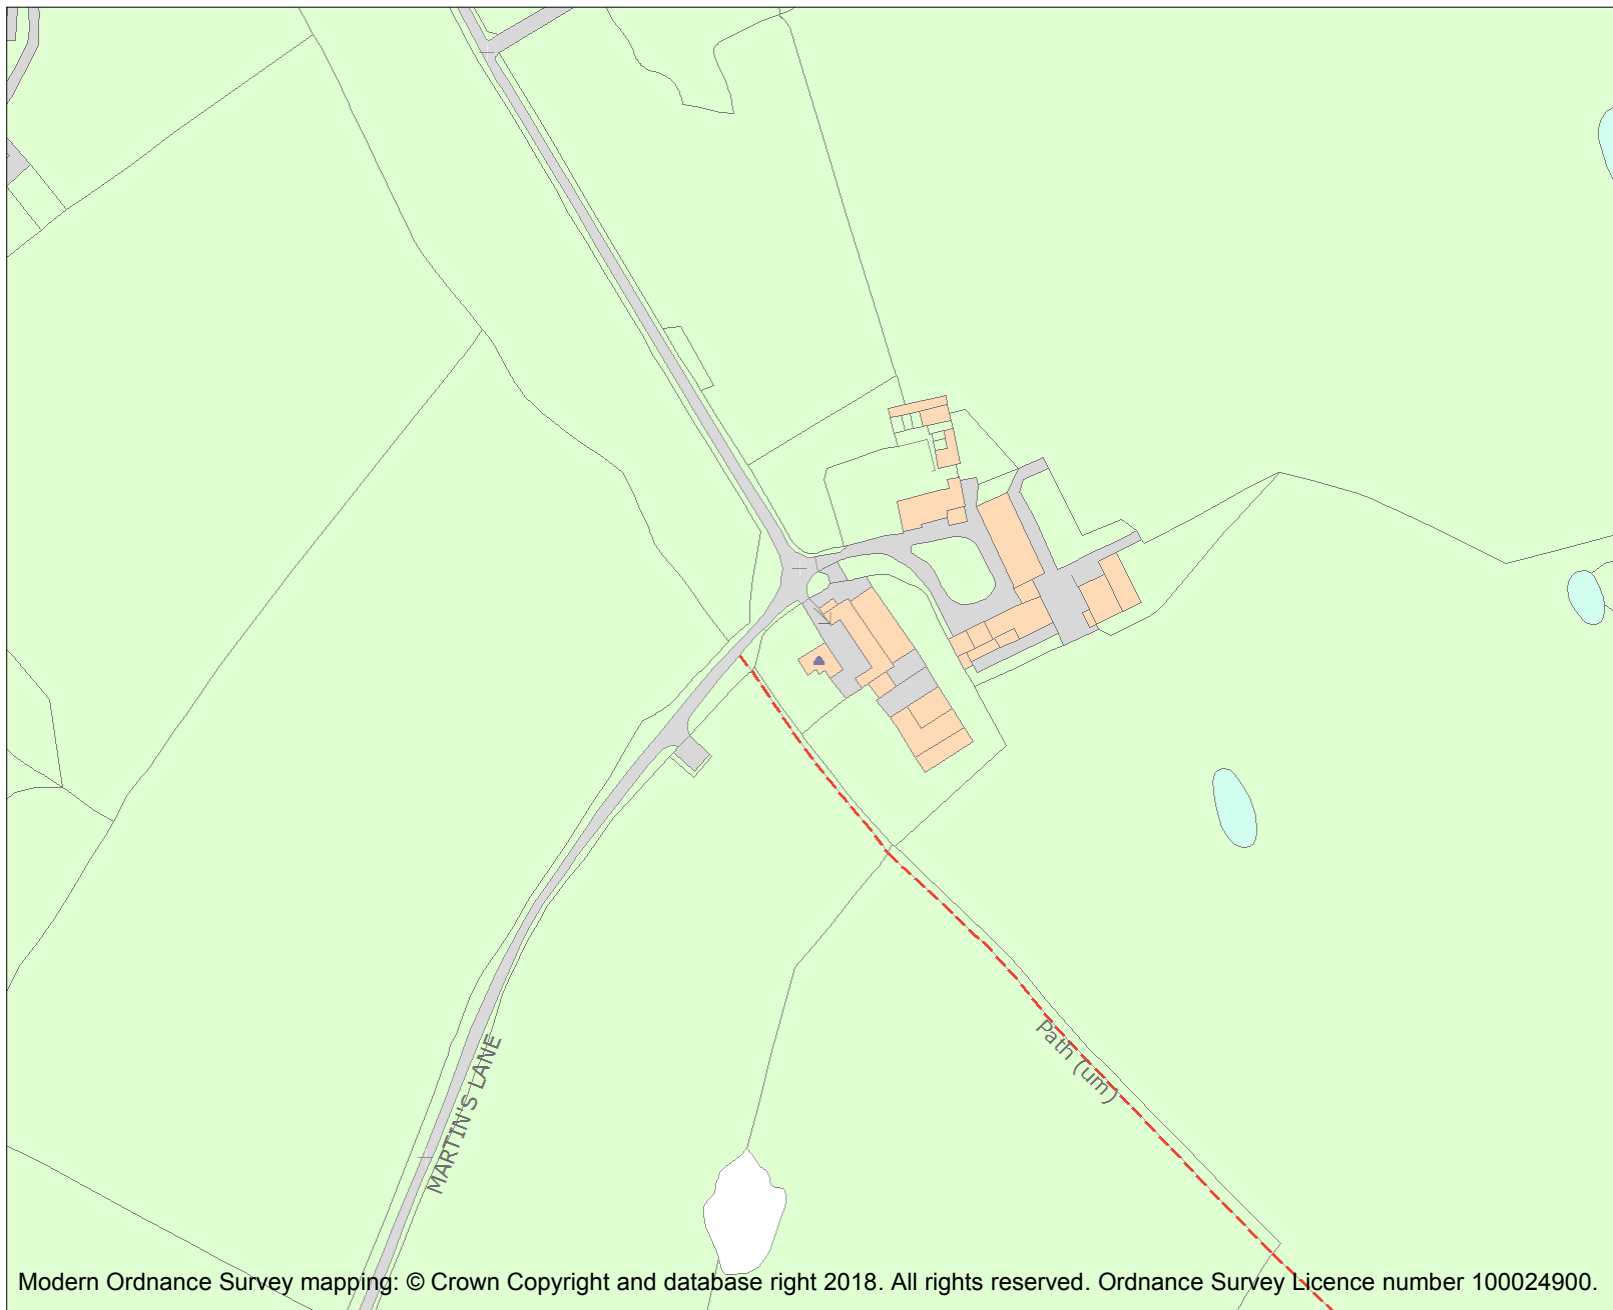 Path (um)
MARTIN'S LANE
Modern Ordnance Survey mapping: © Crown Copyright and database right 2018. All rights reserved. Ordnance Survey Licence number 100024900.